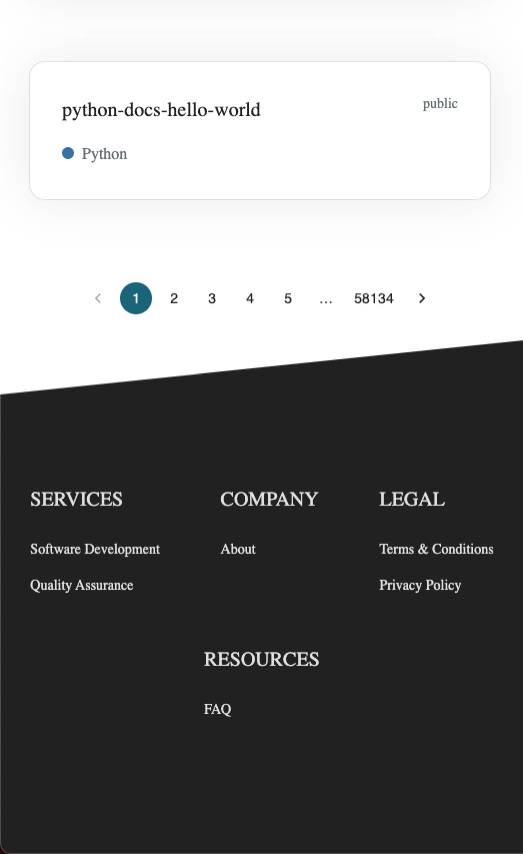 python-docs-hello-world
public
Python
1 2 3 4 5 ... 58134
SERVICES
Software Development
Quality Assurance
COMPANY
About
LEGAL
Terms & Conditions
Privacy Policy
RESOURCES
FAQ